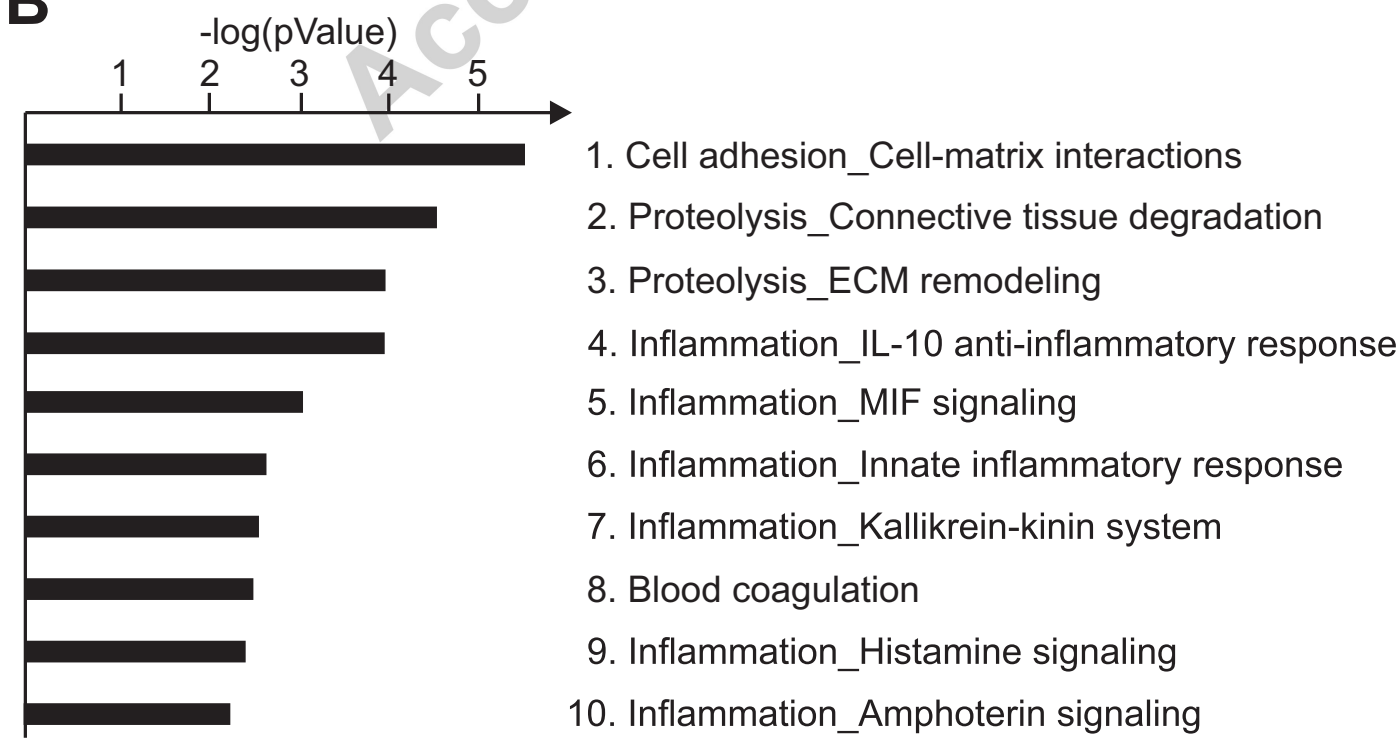 B
-log(pValue)
1 2 3 4 5
Acc
1. Cell adhesion_Cell-matrix interactions
2. Proteolysis_Connective tissue degradation
3. Proteolysis_ECM remodeling
4. Inflammation_IL-10 anti-inflammatory response
5. Inflammation_MIF signaling
6. Inflammation_Innate inflammatory response
7. Inflammation_Kallikrein-kinin system
8. Blood coagulation
9. Inflammation_Histamine signaling
10. Inflammation_Amphoterin signaling